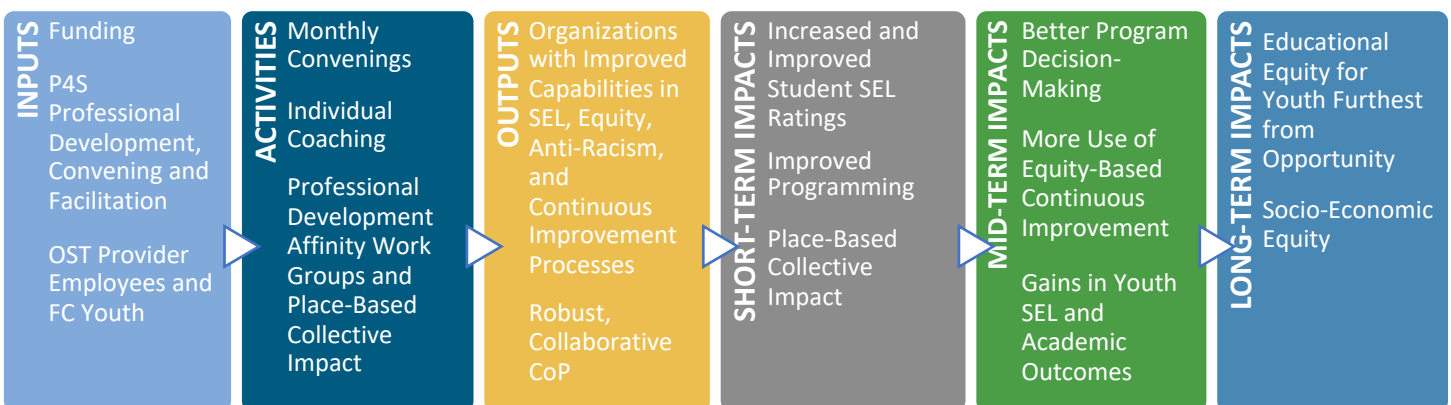 INPUTS
Funding
P4S
Professional
Development,
Convening and
Facilitation
OST Provider
Employees and
FC Youth
ACTIVITIES
Monthly
Convenings
Individual
Coaching
Professional
Development
Affinity Work
Groups and
Place-Based
Collective
Impact
OUTPUTS
Organizations
with Improved
Capabilities in
SEL, Equity,
Anti-Racism,
and
Continuous
Improvement
Processes
Robust,
Collaborative
CoP
SHORT-TERM IMPACTS
Increased and
Improved
Student SEL
Ratings
Improved
Programming
Place-Based
Collective
Impact
MID-TERM IMPACTS
Better Program
Decision-
Making
More Use of
Equity-Based
Continuous
Improvement
Gains in Youth
SEL and
Academic
Outcomes
LONG-TERM IMPACTS
Educational
Equity for
Youth Furthest
from
Opportunity
Socio-Economic
Equity